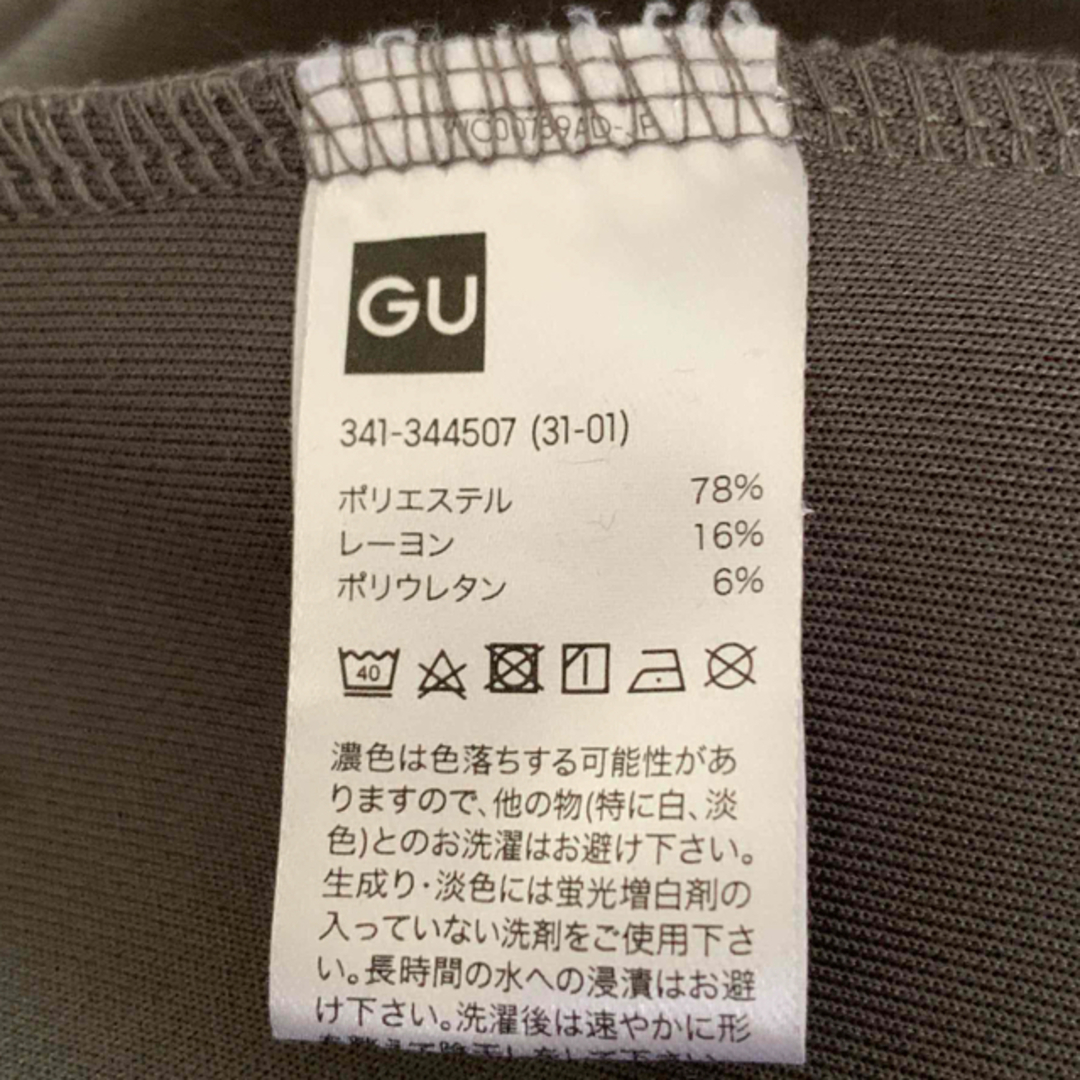 GU
341-344507 (31-01)
ポリエステル 78%
レーヨン 16%
ポリウレタン 6%
40
濃色は色落ちする可能性があ
りますので、他の物(特に白、淡
色)とのお洗濯はお避け下さい。
生成り・淡色には蛍光増白剤の
入っていない洗剤をご使用下さ
い。長時間の水への浸漬はお避
け下さい。洗濯後は速やかに形